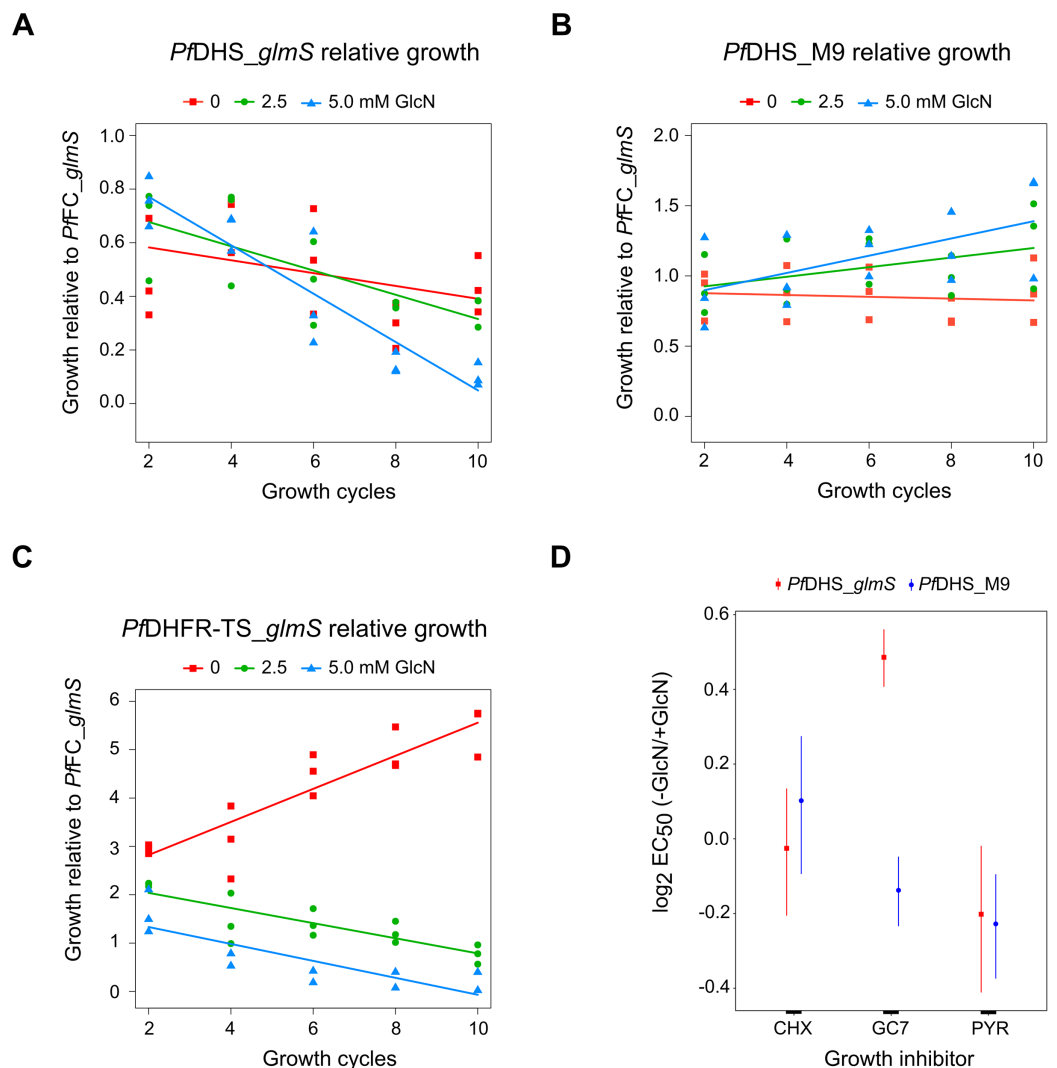 A
PfDHS_glmS relative growth
0 2.5 5.0 mM GlcN
Growth relative to PfFC_glmS
1.0
0.8
0.6
0.4
0.2
0.0
2 4 6 8 10
Growth cycles
B
PfDHS_M9 relative growth
0 2.5 5.0 mM GlcN
Growth relative to PfFC_glmS
2.0
1.5
1.0
0.5
0.0
2 4 6 8 10
Growth cycles
C
PfDHFR-TS_glmS relative growth
0 2.5 5.0 mM GlcN
Growth relative to PfFC_glmS
6
5
4
3
2
1
0
2 4 6 8 10
Growth cycles
D
PfDHS_glmS PfDHS_M9
log2 EC50 (-GlcN/+GlcN)
0.6
0.4
0.2
0.0
-0.2
-0.4
CHX GC7 PYR
Growth inhibitor